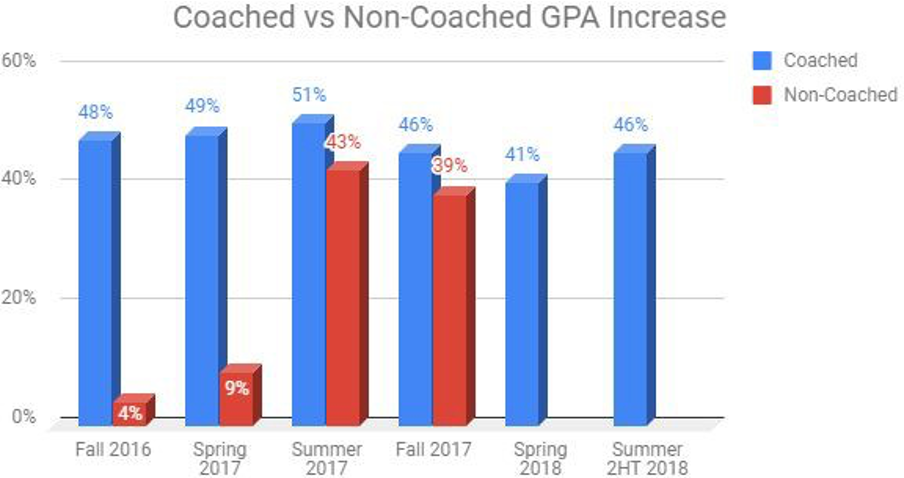 Coached vs Non-Coached GPA Increase
60%
40%
20%
0%
48%
4%
49%
9%
51%
43%
46%
39%
41%
46%
Fall 2016
Spring
2017
Summer
2017
Fall 2017
Spring
2018
Summer
2HT 2018
Coached
Non-Coached